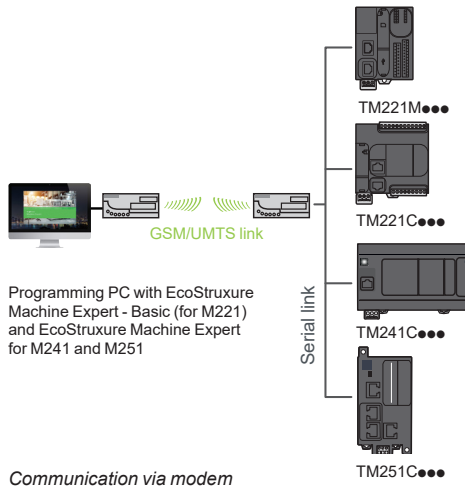 TM221M●●●
TM221C●●●
GSM/UMTS link
Programming PC with EcoStruxure
Machine Expert - Basic (for M221)
and EcoStruxure Machine Expert
for M241 and M251
Serial link
TM241C●●●
TM251C●●●
Communication via modem